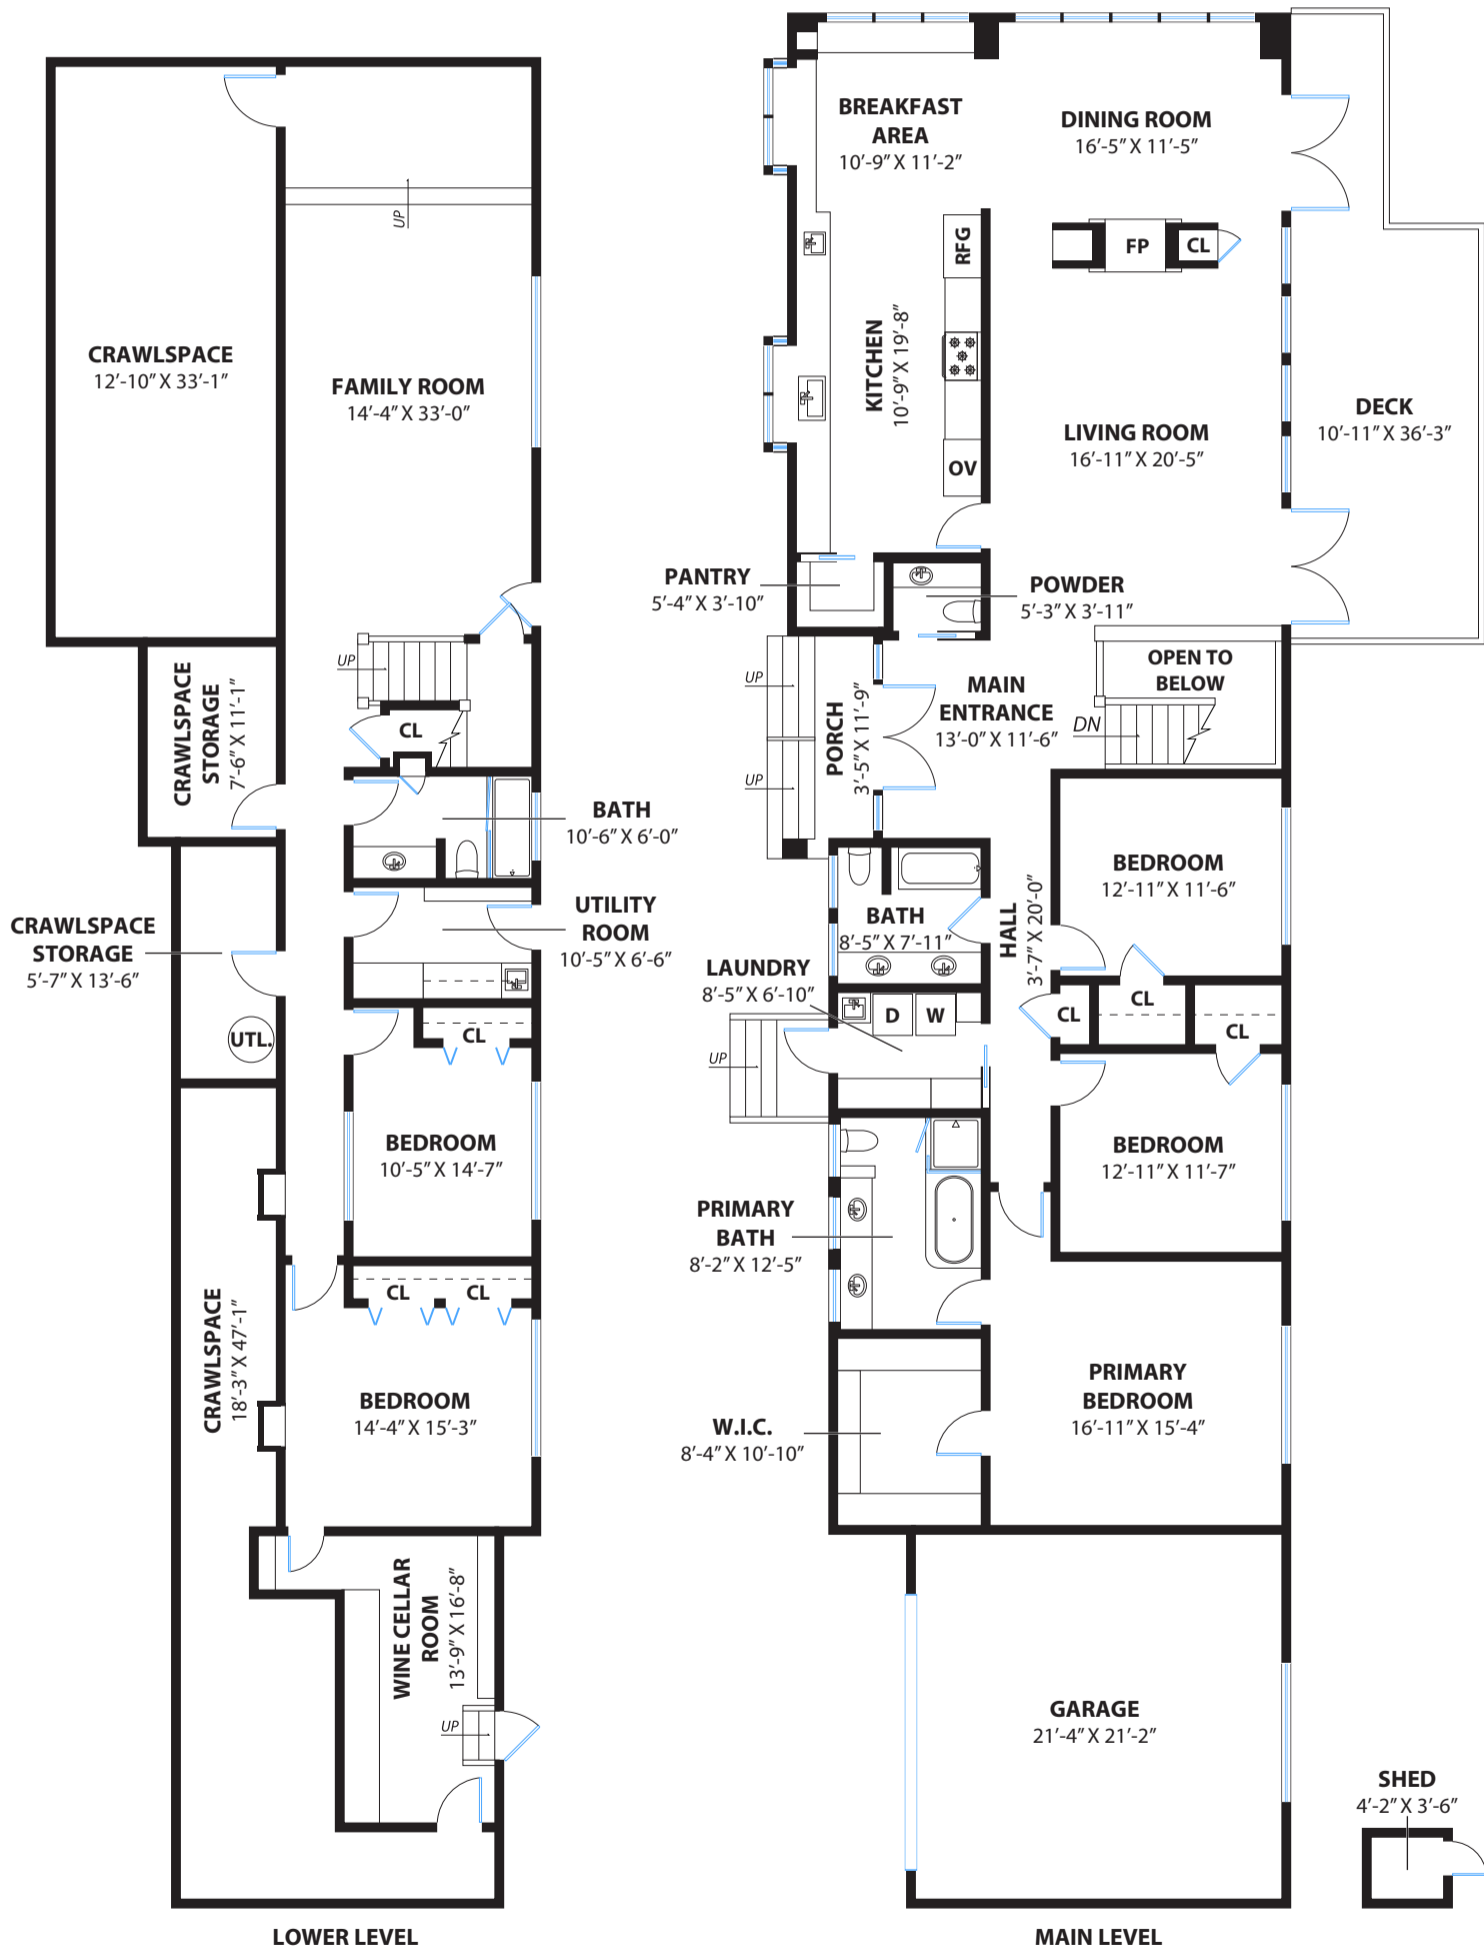 CRAWLSPACE
12'-10" X 33'-1"
UP
FAMILY ROOM
14'-4" X 33'-0"
CRAWLSPACE
STORAGE
7'-6" X 11'-1"
UP
CL
BATH
10'-6" X 6'-0"
CRAWLSPACE
STORAGE
5'-7" X 13'-6"
UTILITY
ROOM
10'-5" X 6'-6"
UTL.
CL
BEDROOM
10'-5" X 14'-7"
CRAWLSPACE
18'-3" X 47'-1"
CL
CL
BEDROOM
14'-4" X 15'-3"
WINE CELLAR
ROOM
13'-9" X 16'-8"
UP
LOWER LEVEL
BREAKFAST
AREA
10'-9" X 11'-2"
DINING ROOM
16'-5" X 11'-5"
RFG
FP
CL
KITCHEN
10'-9" X 19'-8"
OV
LIVING ROOM
16'-11" X 20'-5"
DECK
10'-11" X 36'-3"
PANTRY
5'-4" X 3'-10"
POWDER
5'-3" X 3'-11"
UP
UP
PORCH
3'-5" X 11'-9"
MAIN
ENTRANCE
13'-0" X 11'-6"
OPEN TO
BELOW
DN
BATH
8'-5" X 7'-11"
HALL
3'-7" X 20'-0"
BEDROOM
12'-11" X 11'-6"
LAUNDRY
8'-5" X 6'-10"
D
W
CL
CL
CL
UP
BEDROOM
12'-11" X 11'-7"
PRIMARY
BATH
8'-2" X 12'-5"
PRIMARY
BEDROOM
16'-11" X 15'-4"
W.I.C.
8'-4" X 10'-10"
GARAGE
21'-4" X 21'-2"
SHED
4'-2" X 3'-6"
MAIN LEVEL